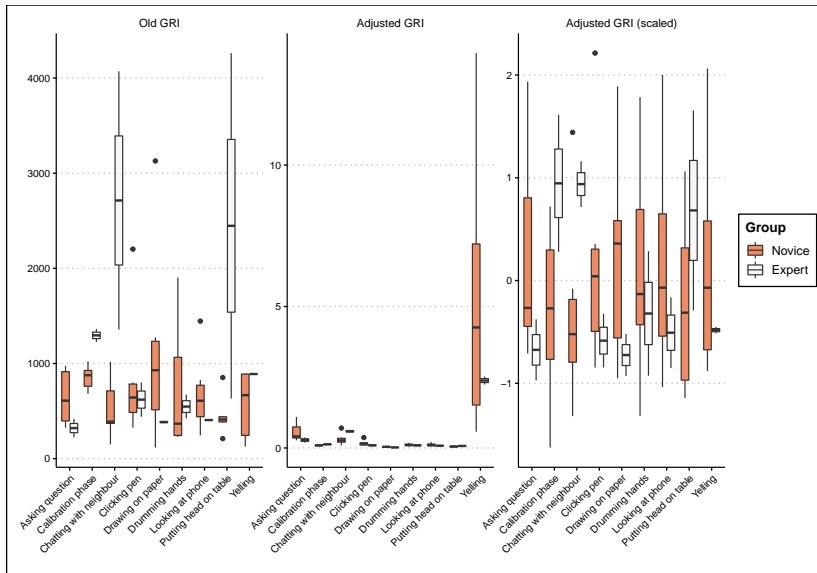 Old GRI
Adjusted GRI
Adjusted GRI (scaled)
4000
3000
2000
1000
0
10
5
0
2
1
-0
−1
Asking question
Calibration phase
Chatting with neighbour
Clicking pen
Drawing on paper
Drumming hands
Looking at phone
Putting head on table
Yelling
Asking question
Calibration phase
Chatting with neighbour
Clicking pen
Drawing on paper
Drumming hands
Looking at phone
Putting head on table
Yelling
Asking question
Calibration phase
Chatting with neighbour
Clicking pen
Drawing on paper
Drumming hands
Looking at phone
Putting head on table
Yelling
Group
Novice
Expert